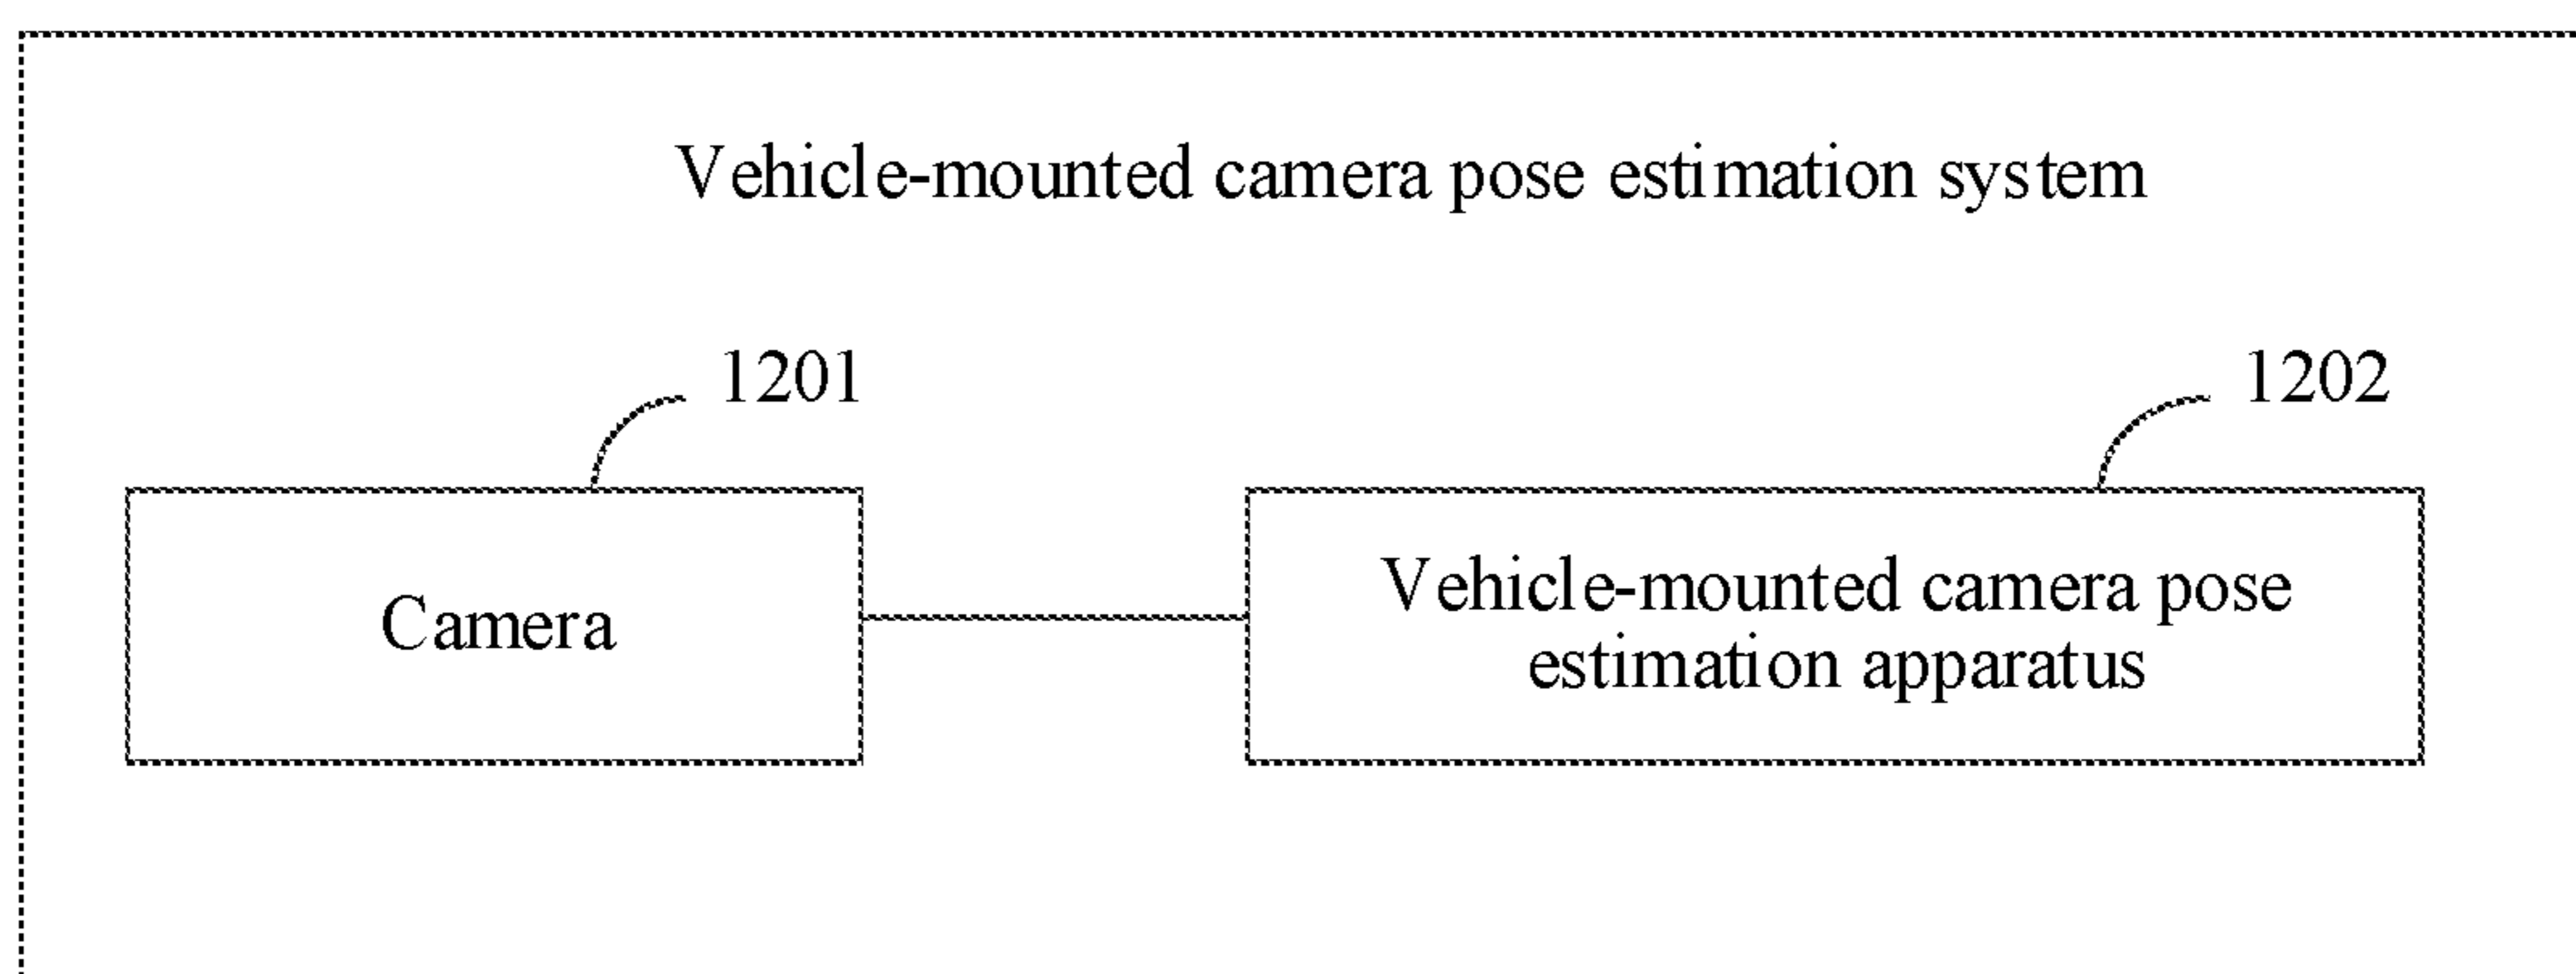 Vehicle-mounted camera pose estimation system
1201
1202
Camera
Vehicle-mounted camera pose
estimation apparatus